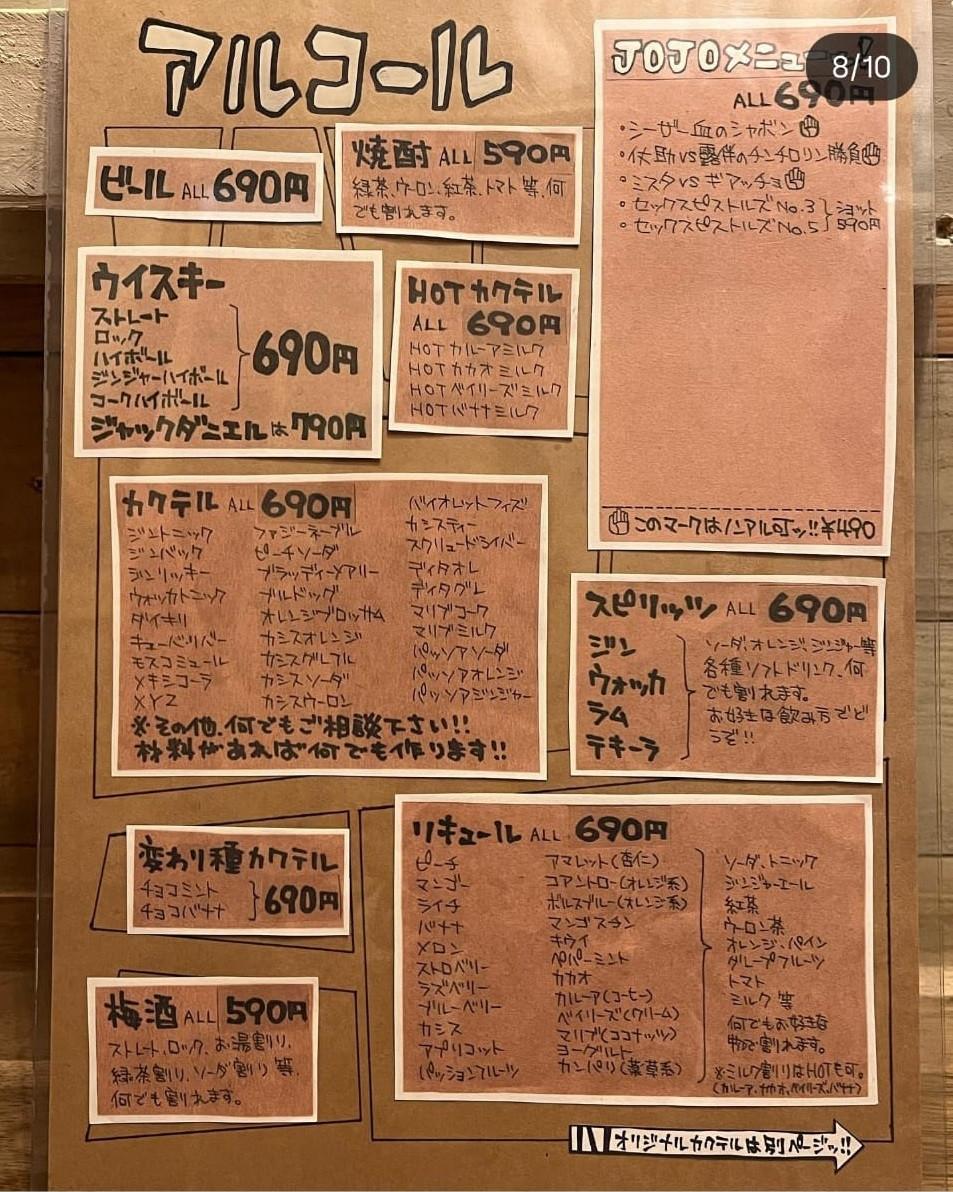 アルコール
8/10
ビール ALL 690円
焼酎 ALL 590円
緑茶、ウーロン、紅茶、トマト 等、何
でも割れます。
JOJOメニュー
ALL 690円
・シーザー血のシャボン
・仗助VS露伴のチンチロリン勝負
・ミスタVSギアッチョ
・セックスピストルズNo.3
・セックスピストルズNo.5
ショット
590円
このマークはノンアル可ッ!!
ウイスキー
ストレート
ロック
ハイボール
ジンジャーハイボール
コークハイボール
690円
ジャックダニエルは790円
HOTカクテル
ALL 690円
HOTカルーアミルク
HOTカカオミルク
HOTベイリーズミルク
HOTバナナミルク
カクテル ALL 690円
ジントニック
ジンバック
ジンリッキー
ウォッカトニック
ダイキリ
キューバリバー
モスコミュール
メキシコーラ
XYZ
ファジーネーブル
ピーチソーダ
ブラッディーメアリー
ブルドッグ
オレンジブロッサム
カシスオレンジ
カシスグレフル
カシスソーダ
カシスウーロン
バイオレットフィズ
カシスティー
スクリュードライバー
ディタオレ
ディタグレ
マリブコーク
マリブミルク
パッソアソーダ
パッソアオレンジ
パッソアジンジャー
※その他、何でもご相談下さい!!
材料があれば何でも作ります!!
スピリッツ ALL 690円
ジン
ウォッカ
ラム
テキーラ
ソーダ、オレンジ、ジンジャー等
各種ソフトドリンク、何
でも割れます。
お好きな飲み方でど
うぞ!!
変わり種カクテル
チョコミント
チョコバナナ
690円
梅酒 ALL 590円
ストレート、ロック、お湯割り、
緑茶割り、ソーダ割り 等、
何でも割れます。
リキュール ALL 690円
ピーチ
マンゴー
ライチ
バナナ
メロン
ストロベリー
ラズベリー
ブルーベリー
カシス
アプリコット
パッションフルーツ
アマレット(杏仁)
コアントロー(オレンジ系)
ボルスブルー(オレンジ系)
マンゴスチン
キウイ
ペパーミント
カカオ
カルーア(コーヒー)
ベイリーズ(クリーム)
マリブ(ココナッツ)
ヨーグルト
カンパリ(薬草系)
ソーダ、トニック
ジンジャーエール
紅茶
ウーロン茶
オレンジ・パイン
グレープフルーツ
トマト
ミルク 等
何でもお好きな
物で割れます。
※ミルク割りはHOTも可。
(カルーア、カカオ、ベイリーズ、バナナ)
オリジナルカクテルは別ページッ!!